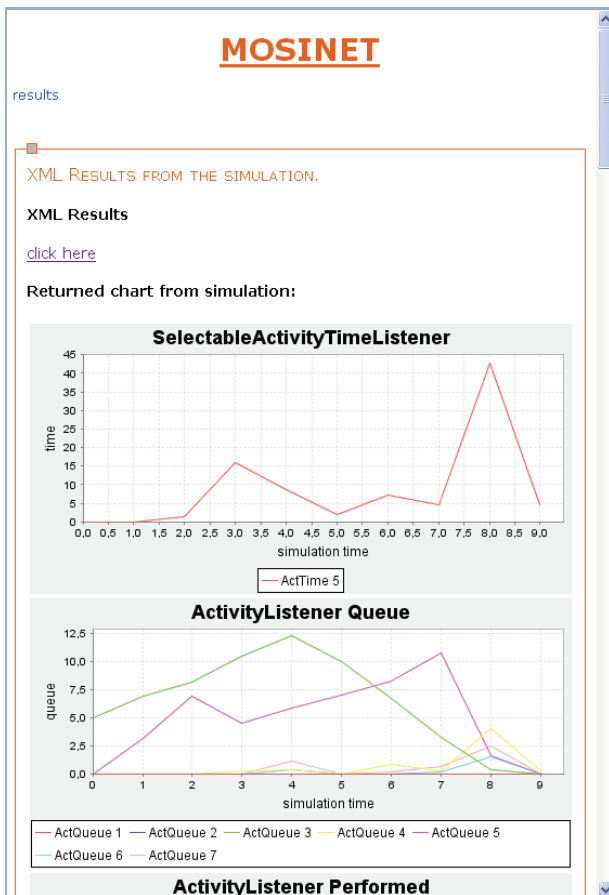 MOSINET
results
XML RESULTS FROM THE SIMULATION.
XML Results
click here
Returned chart from simulation:
SelectableActivityTimeListener
45
40
35
30
25
20
15
10
5
0
time
0,0 0,5 1,0 1,5 2,0 2,5 3,0 3,5 4,0 4,5 5,0 5,5 6,0 6,5 7,0 7,5 8,0 8,5 9,0
simulation time
ActTime 5
ActivityListener Queue
12,5
10,0
7,5
5,0
2,5
0,0
queue
0 1 2 3 4 5 6 7 8 9
simulation time
ActQueue 1 ActQueue 2 ActQueue 3 ActQueue 4 ActQueue 5
ActQueue 6 ActQueue 7
ActivityListener Performed